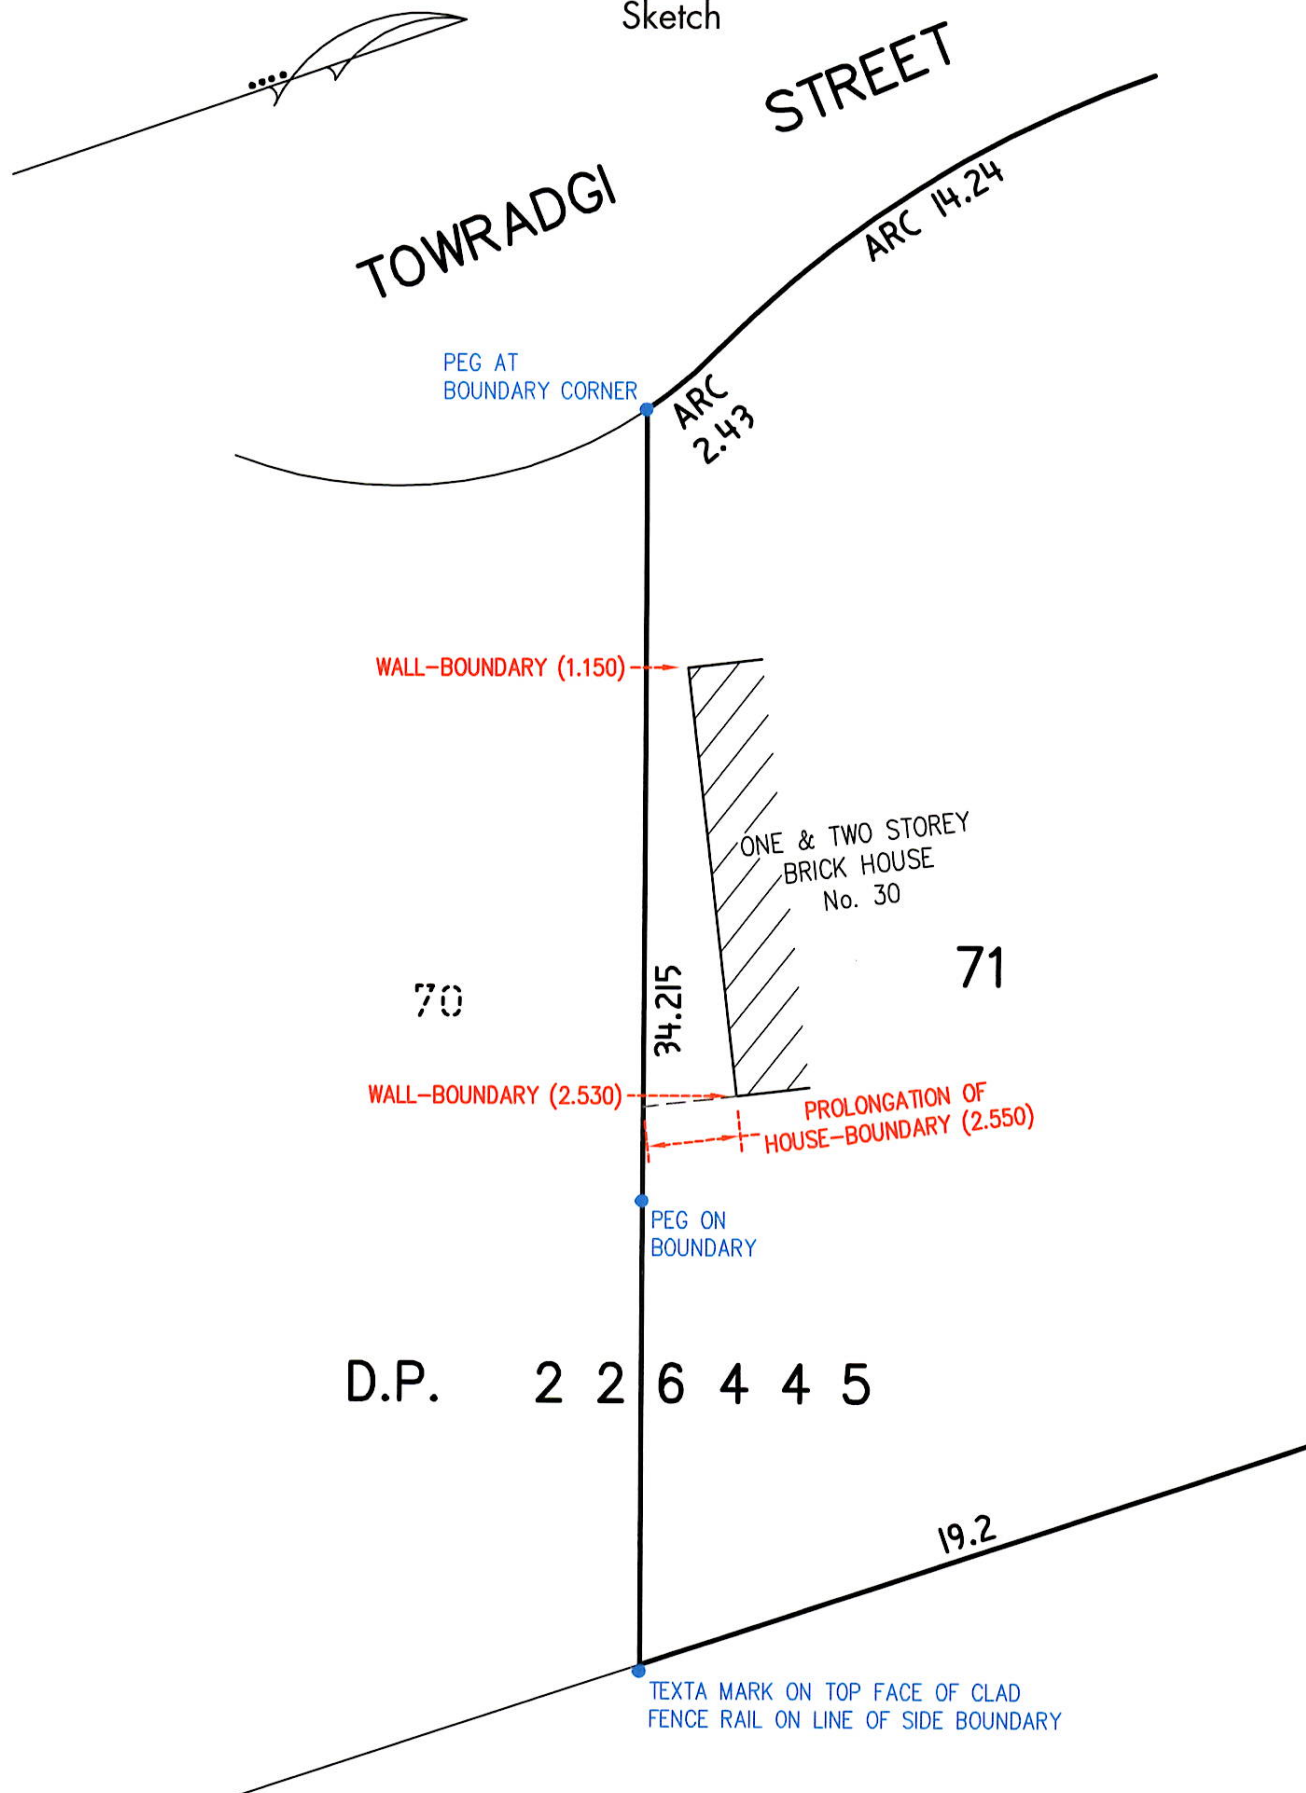 Sketch
TOWRADGI STREET
ARC 14.24
PEG AT
BOUNDARY CORNER
ARC
2.43
WALL-BOUNDARY (1.150)
ONE & TWO STOREY
BRICK HOUSE
No. 30
71
70
34.215
WALL-BOUNDARY (2.530)
PROLONGATION OF
HOUSE-BOUNDARY (2.550)
PEG ON
BOUNDARY
D.P. 226445
19.2
TEXTA MARK ON TOP FACE OF CLAD
FENCE RAIL ON LINE OF SIDE BOUNDARY